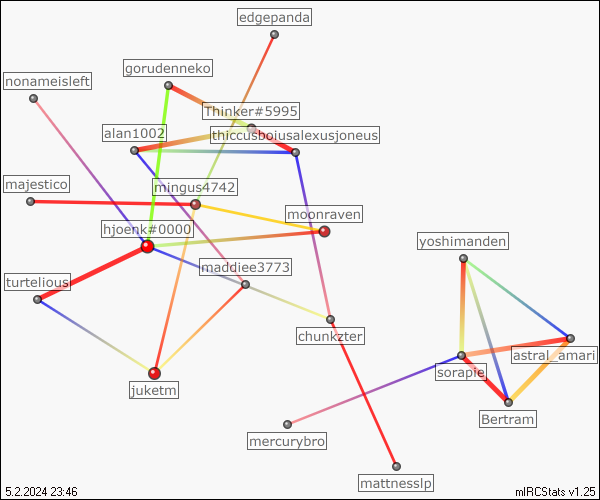 edgepanda
gorudenneko
nonameisleft
Thinker#5995
alan1002
thiccusboiusalexusjoneus
majestico
mingus4742
moonraven
hjoenk#0000
yoshimanden
maddiee3773
turtelious
chunkzter
astral_amari
sorapie
juketm
Bertram
mercurybro
mattnesslp
5.2.2024 23:46
mIRCStats v1.25